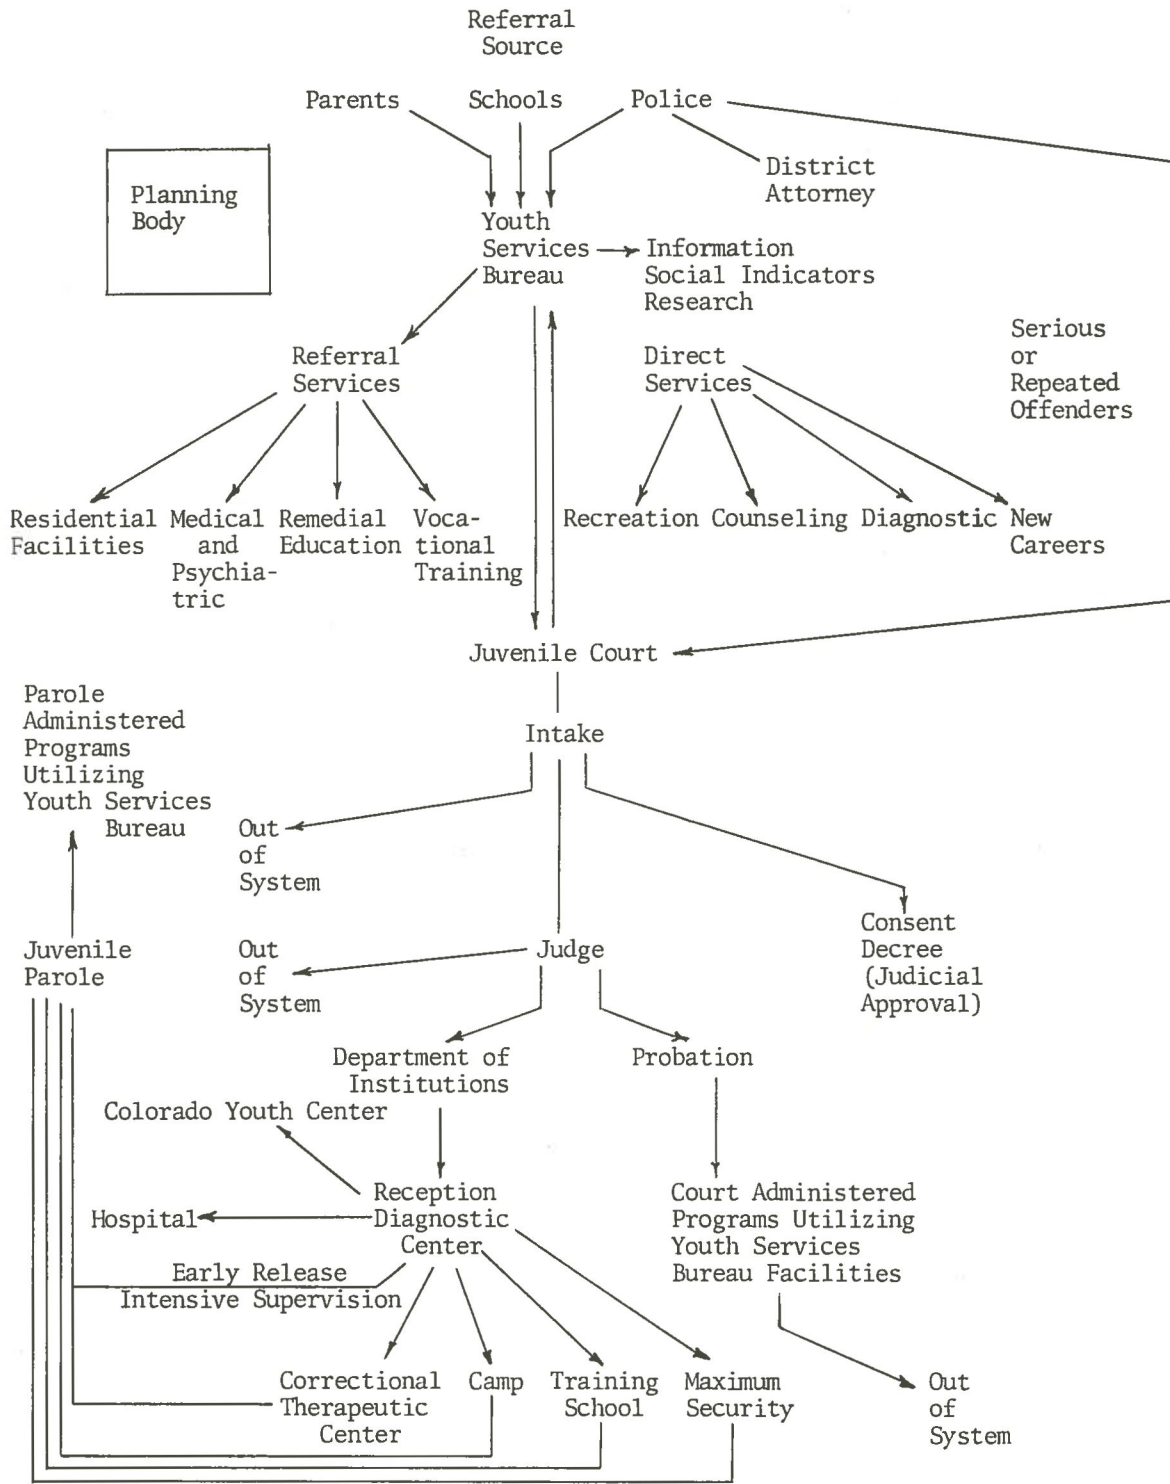 Referral
Source
Parents
Schools
Police
Planning
Body
District
Attorney
Youth
Services
Bureau
Information
Social Indicators
Research
Serious
or
Repeated
Offenders
Referral
Services
Direct
Services
Residential
Facilities
Medical
and
Psychia-
tric
Remedial
Education
Voca-
tional
Training
Recreation
Counseling
Diagnostic
New
Careers
Juvenile Court
Parole
Administered
Programs
Utilizing
Youth Services
Bureau
Intake
Out
of
System
Consent
Decree
(Judicial
Approval)
Juvenile
Parole
Out
of
System
Judge
Department of
Institutions
Probation
Colorado Youth Center
Reception
Diagnostic
Center
Hospital
Court Administered
Programs Utilizing
Youth Services
Bureau Facilities
Early Release
Intensive Supervision
Correctional
Therapeutic
Center
Camp
Training
School
Maximum
Security
Out
of
System